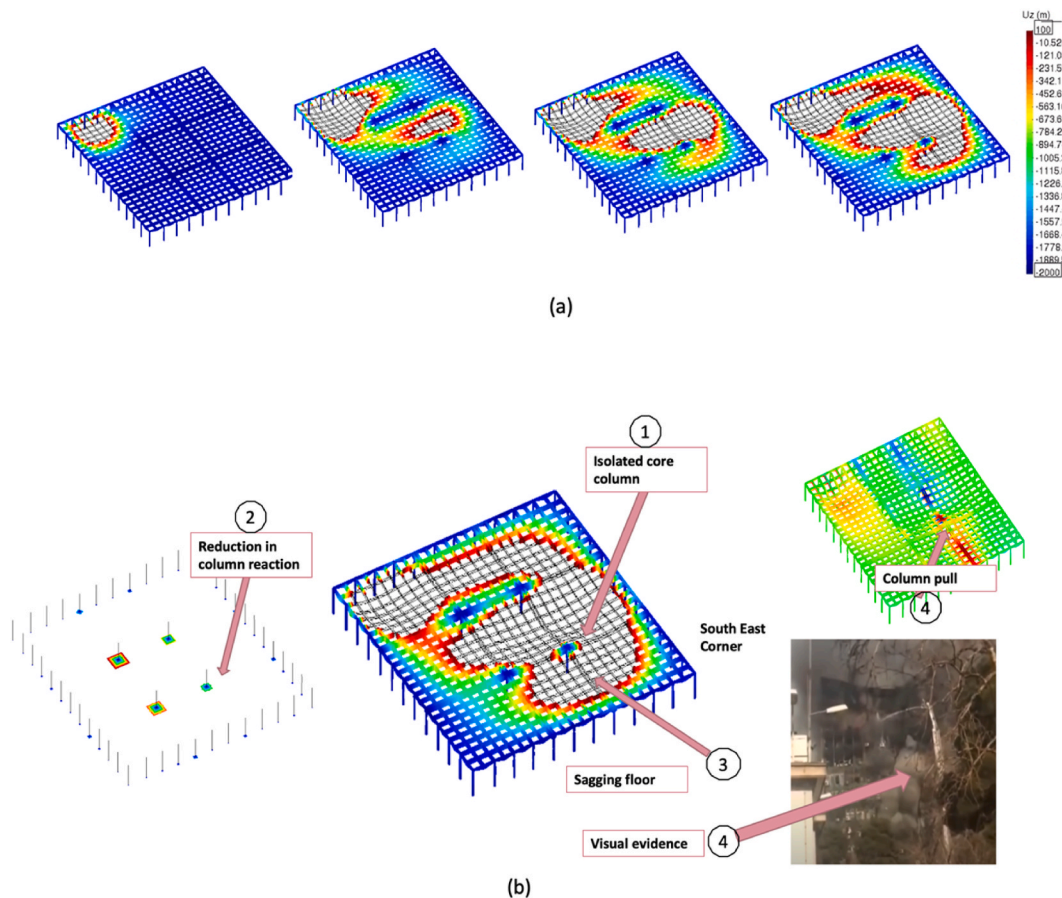 Uz (m)
100
-10.52
-121.0
-231.5
-342.1
-452.6
-563.1
-673.6
-784.2
-894.7
-1005.
-1115.
-1226.
-1336.
-1447.
-1557.
-1668.
-1778.
-1889.
-2000
(a)
1
Isolated core
column
2
Reduction in
column reaction
Column pull
4
South East
Corner
3
Sagging floor
Visual evidence
4
(b)